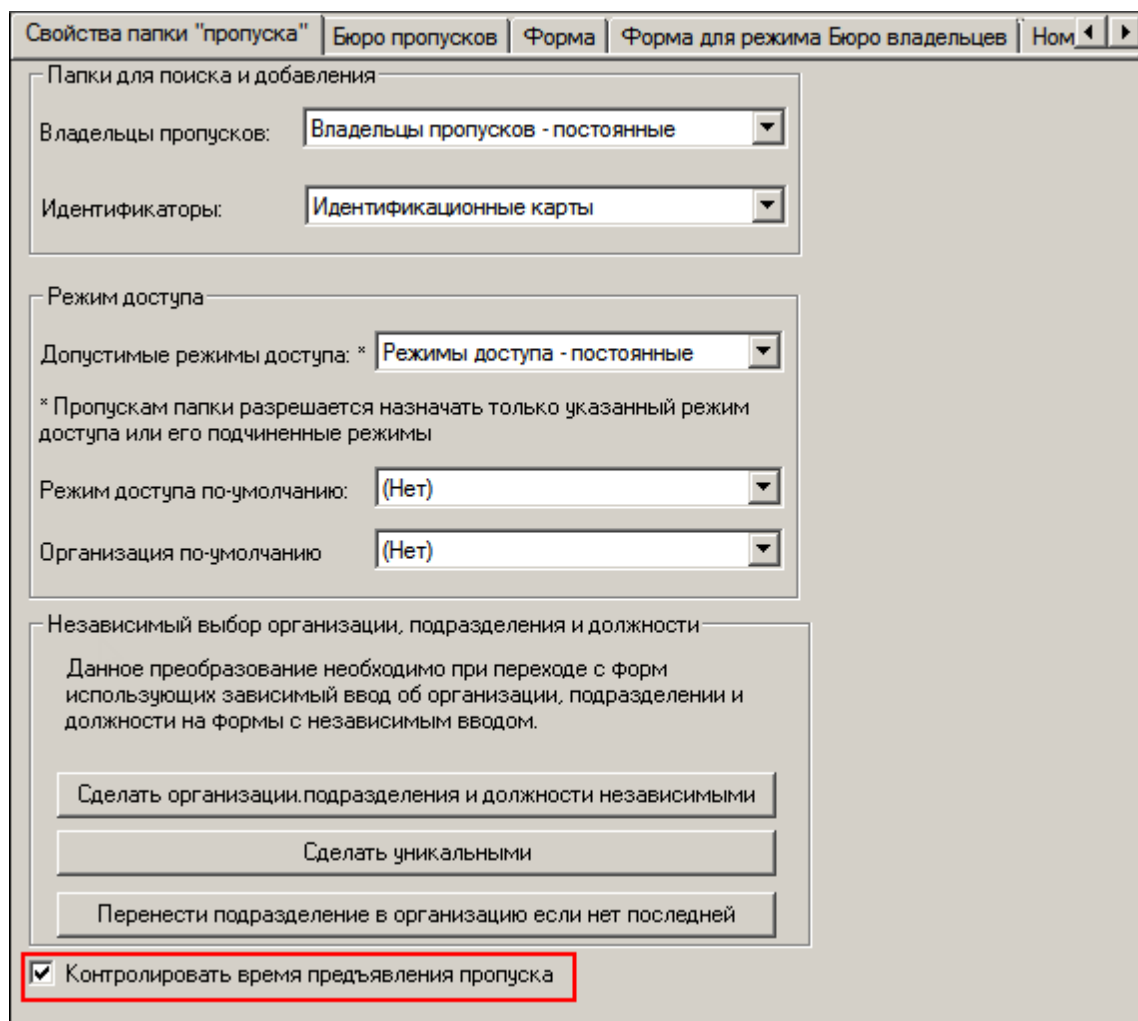 Свойства папки "пропуска" Бюро пропусков Форма Форма для режима Бюро владельцев Ном
Папки для поиска и добавления
Владельцы пропусков: Владельцы пропусков - постоянные
Идентификаторы: Идентификационные карты
Режим доступа
Допустимые режимы доступа: * Режимы доступа - постоянные
* Пропускам папки разрешается назначать только указанный режим
доступа или его подчиненные режимы
Режим доступа по-умолчанию: (Нет)
Организация по-умолчанию (Нет)
Независимый выбор организации, подразделения и должности
Данное преобразование необходимо при переходе с форм
использующих зависимый ввод об организации, подразделении и
должности на формы с независимым вводом.
Сделать организации.подразделения и должности независимыми
Сделать уникальными
Перенести подразделение в организацию если нет последней
Контролировать время предъявления пропуска